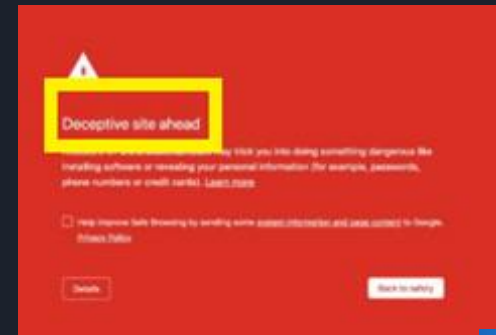 Deceptive site ahead
may trick you into doing something dangerous like
installing software or revealing your personal information (for example, passwords,
phone numbers or credit cards). Learn more
Help improve Safe Browsing by sending some system information and page content to Google.
Privacy Policy
Details
Back to safety